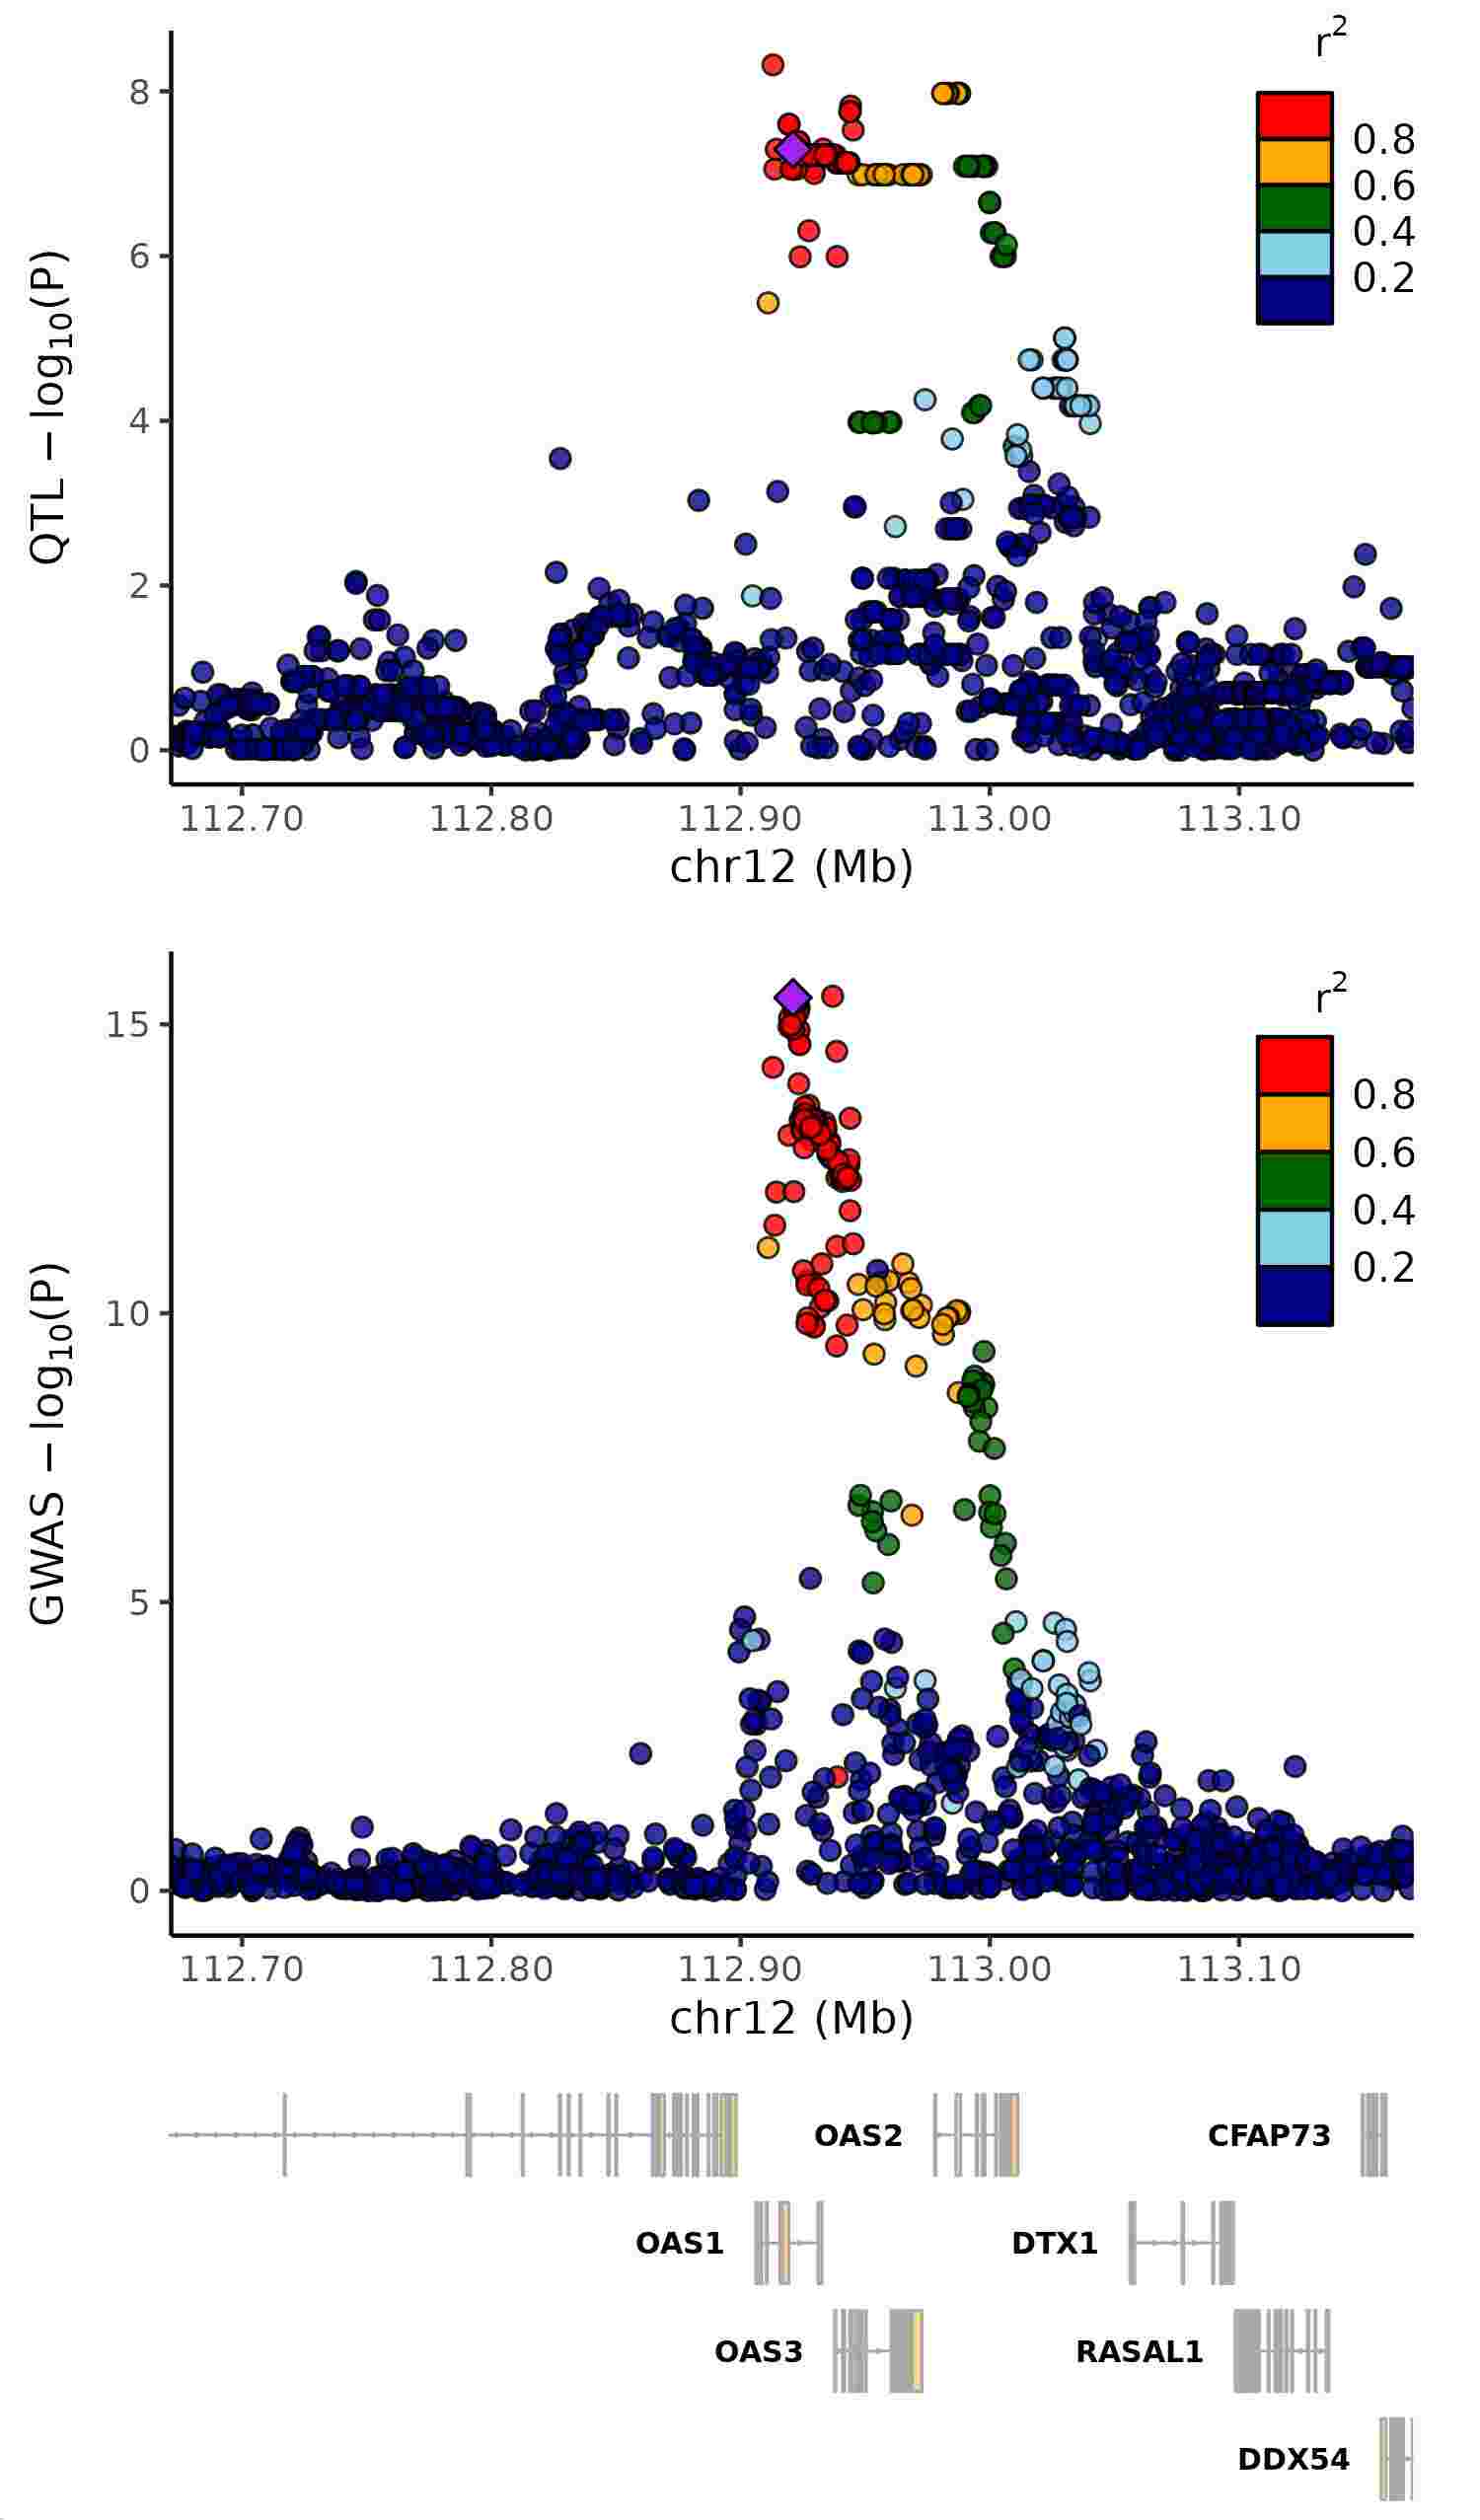 r2
8
6
4
2
0
QTL −log10(P)
0.8
0.6
0.4
0.2
112.70 112.80 112.90 113.00 113.10
chr12 (Mb)
r2
15
10
5
0
GWAS −log10(P)
0.8
0.6
0.4
0.2
112.70 112.80 112.90 113.00 113.10
chr12 (Mb)
OAS2 CFAP73
OAS1 DTX1
OAS3 RASAL1
DDX54